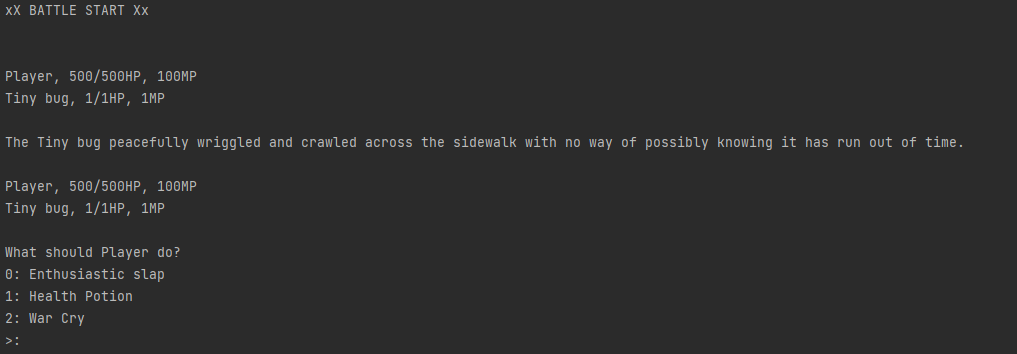 xX BATTLE START Xx
Player, 500/500HP, 100MP
Tiny bug, 1/1HP, 1MP
The Tiny bug peacefully wriggled and crawled across the sidewalk with no way of possibly knowing it has run out of time.
Player, 500/500HP, 100MP
Tiny bug, 1/1HP, 1MP
What should Player do?
0: Enthusiastic slap
1: Health Potion
2: War Cry
>: